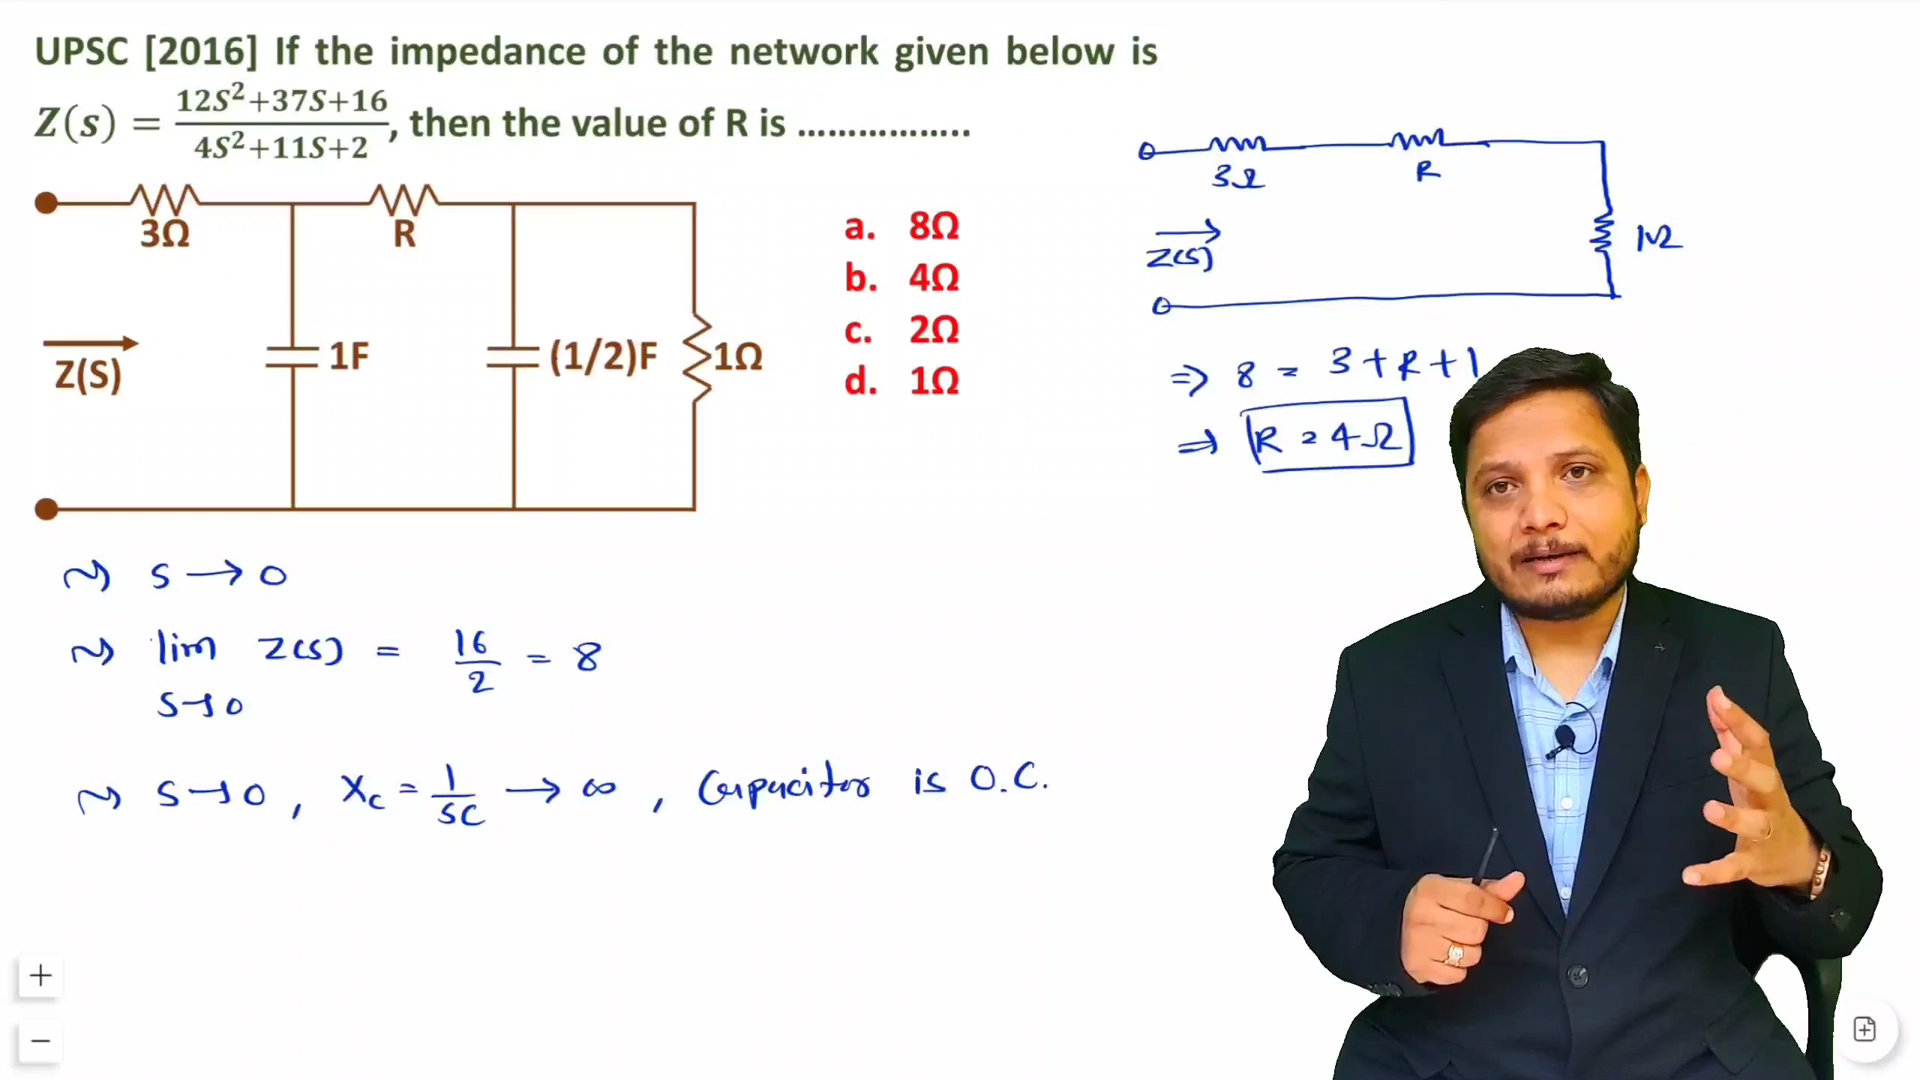 UPSC [2016] If the impedance of the network given below is
Z(s) = 12S²+37S+16 / 4S²+11S+2, then the value of R is ................
3Ω
R
1F
(1/2)F
1Ω
Z(S)
a. 8Ω
b. 4Ω
c. 2Ω
d. 1Ω
3Ω
R
1Ω
Z(S)
⇒ 8 = 3+R+1
⇒ R = 4Ω
↝ S → 0
↝ lim Z(S) = 16/2 = 8
S→0
↝ S→0, Xc = 1/SC → ∞, Capacitor is O.C.
+
−